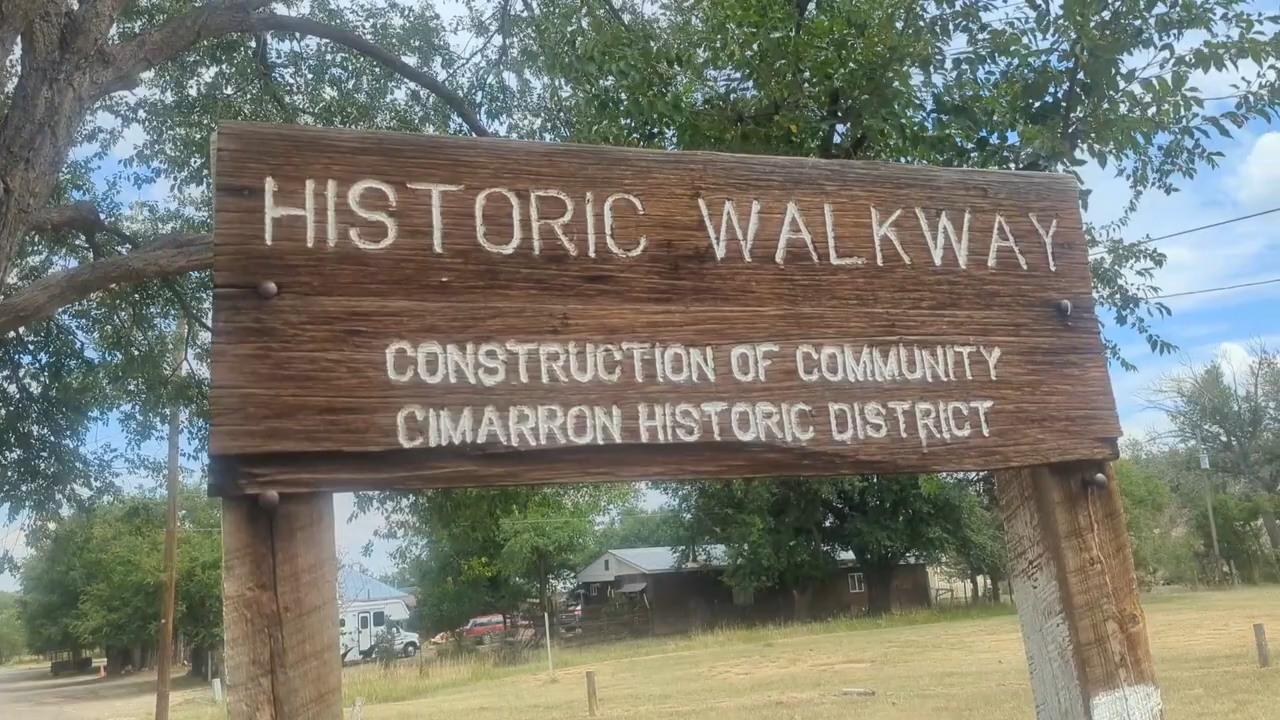 HISTORIC WALKWAY
CONSTRUCTION OF COMMUNITY
CIMARRON HISTORIC DISTRICT